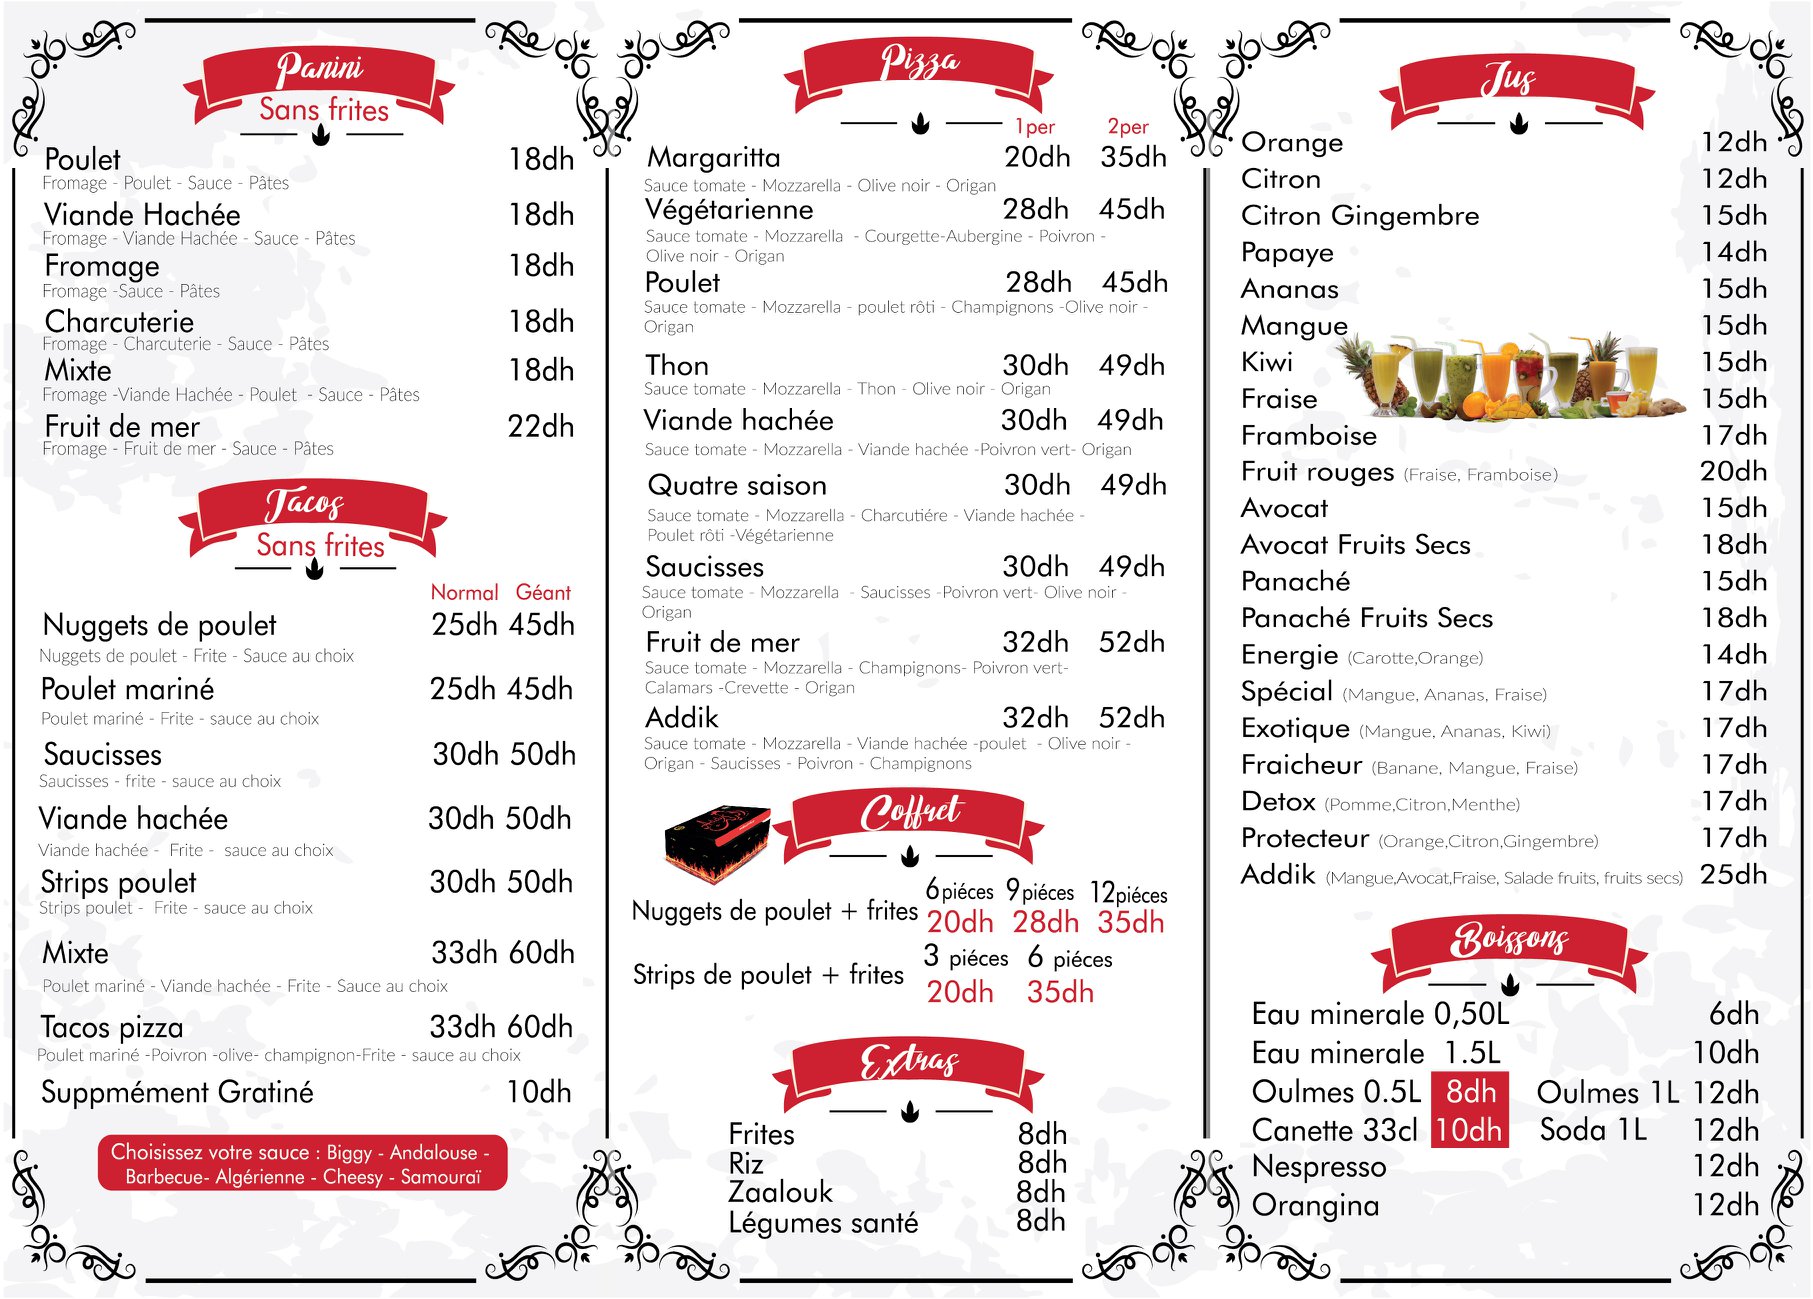 Panini
Sans frites
Poulet 18dh
Fromage - Poulet - Sauce - Pâtes
Viande Hachée 18dh
Fromage - Viande Hachée - Sauce - Pâtes
Fromage 18dh
Fromage -Sauce - Pâtes
Charcuterie 18dh
Fromage - Charcuterie - Sauce - Pâtes
Mixte 18dh
Fromage -Viande Hachée - Poulet - Sauce - Pâtes
Fruit de mer 22dh
Fromage - Fruit de mer - Sauce - Pâtes
Tacos
Sans frites
Normal Géant
Nuggets de poulet 25dh 45dh
Nuggets de poulet - Frite - Sauce au choix
Poulet mariné 25dh 45dh
Poulet mariné - Frite - sauce au choix
Saucisses 30dh 50dh
Saucisses - frite - sauce au choix
Viande hachée 30dh 50dh
Viande hachée - Frite - sauce au choix
Strips poulet 30dh 50dh
Strips poulet - Frite - sauce au choix
Mixte 33dh 60dh
Poulet mariné - Viande hachée - Frite - Sauce au choix
Tacos pizza 33dh 60dh
Poulet mariné -Poivron -olive- champignon-Frite - sauce au choix
Suppmément Gratiné 10dh
Choisissez votre sauce : Biggy - Andalouse -
Barbecue- Algérienne - Cheesy - Samouraï
Pizza
1per 2per
Margaritta 20dh 35dh
Sauce tomate - Mozzarella - Olive noir - Origan
Végétarienne 28dh 45dh
Sauce tomate - Mozzarella - Courgette-Aubergine - Poivron -
Olive noir - Origan
Poulet 28dh 45dh
Sauce tomate - Mozzarella - poulet rôti - Champignons -Olive noir -
Origan
Thon 30dh 49dh
Sauce tomate - Mozzarella - Thon - Olive noir - Origan
Viande hachée 30dh 49dh
Sauce tomate - Mozzarella - Viande hachée -Poivron vert- Origan
Quatre saison 30dh 49dh
Sauce tomate - Mozzarella - Charcutiére - Viande hachée -
Poulet rôti -Végétarienne
Saucisses 30dh 49dh
Sauce tomate - Mozzarella - Saucisses -Poivron vert- Olive noir -
Origan
Fruit de mer 32dh 52dh
Sauce tomate - Mozzarella - Champignons- Poivron vert-
Calamars -Crevette - Origan
Addik 32dh 52dh
Sauce tomate - Mozzarella - Viande hachée -poulet - Olive noir -
Origan - Saucisses - Poivron - Champignons
Coffret
6piéces 9piéces 12piéces
Nuggets de poulet + frites 20dh 28dh 35dh
3 piéces 6 piéces
Strips de poulet + frites 20dh 35dh
Extras
Frites 8dh
Riz 8dh
Zaalouk 8dh
Légumes santé 8dh
Jus
Orange 12dh
Citron 12dh
Citron Gingembre 15dh
Papaye 14dh
Ananas 15dh
Mangue 15dh
Kiwi 15dh
Fraise 15dh
Framboise 17dh
Fruit rouges (Fraise, Framboise) 20dh
Avocat 15dh
Avocat Fruits Secs 18dh
Panaché 15dh
Panaché Fruits Secs 18dh
Energie (Carotte,Orange) 14dh
Spécial (Mangue, Ananas, Fraise) 17dh
Exotique (Mangue, Ananas, Kiwi) 17dh
Fraicheur (Banane, Mangue, Fraise) 17dh
Detox (Pomme,Citron,Menthe) 17dh
Protecteur (Orange,Citron,Gingembre) 17dh
Addik (Mangue,Avocat,Fraise, Salade fruits, fruits secs) 25dh
Boissons
Eau minerale 0,50L 6dh
Eau minerale 1.5L 10dh
Oulmes 0.5L 8dh Oulmes 1L 12dh
Canette 33cl 10dh Soda 1L 12dh
Nespresso 12dh
Orangina 12dh